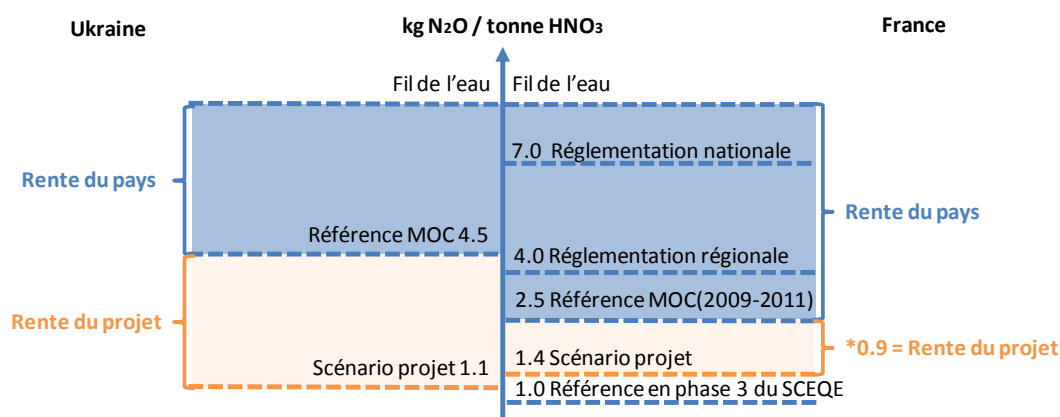 Ukraine
kg N₂O / tonne HNO₃
France
Fil de l'eau
Fil de l'eau
7.0 Réglementation nationale
Rente du pays
Rente du pays
Référence MOC 4.5
4.0 Réglementation régionale
2.5 Référence MOC(2009-2011)
Rente du projet
*0.9 = Rente du projet
Scénario projet 1.1
1.4 Scénario projet
1.0 Référence en phase 3 du SCEQE